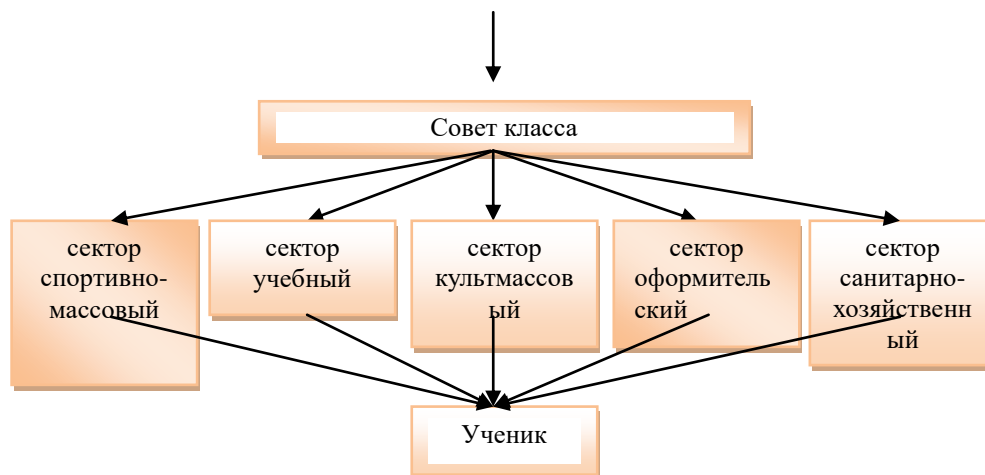 Совет класса
сектор
спортивно-
массовый
сектор
учебный
сектор
культмассов
ый
сектор
оформитель
ский
сектор
санитарно-
хозяйственн
ый
Ученик